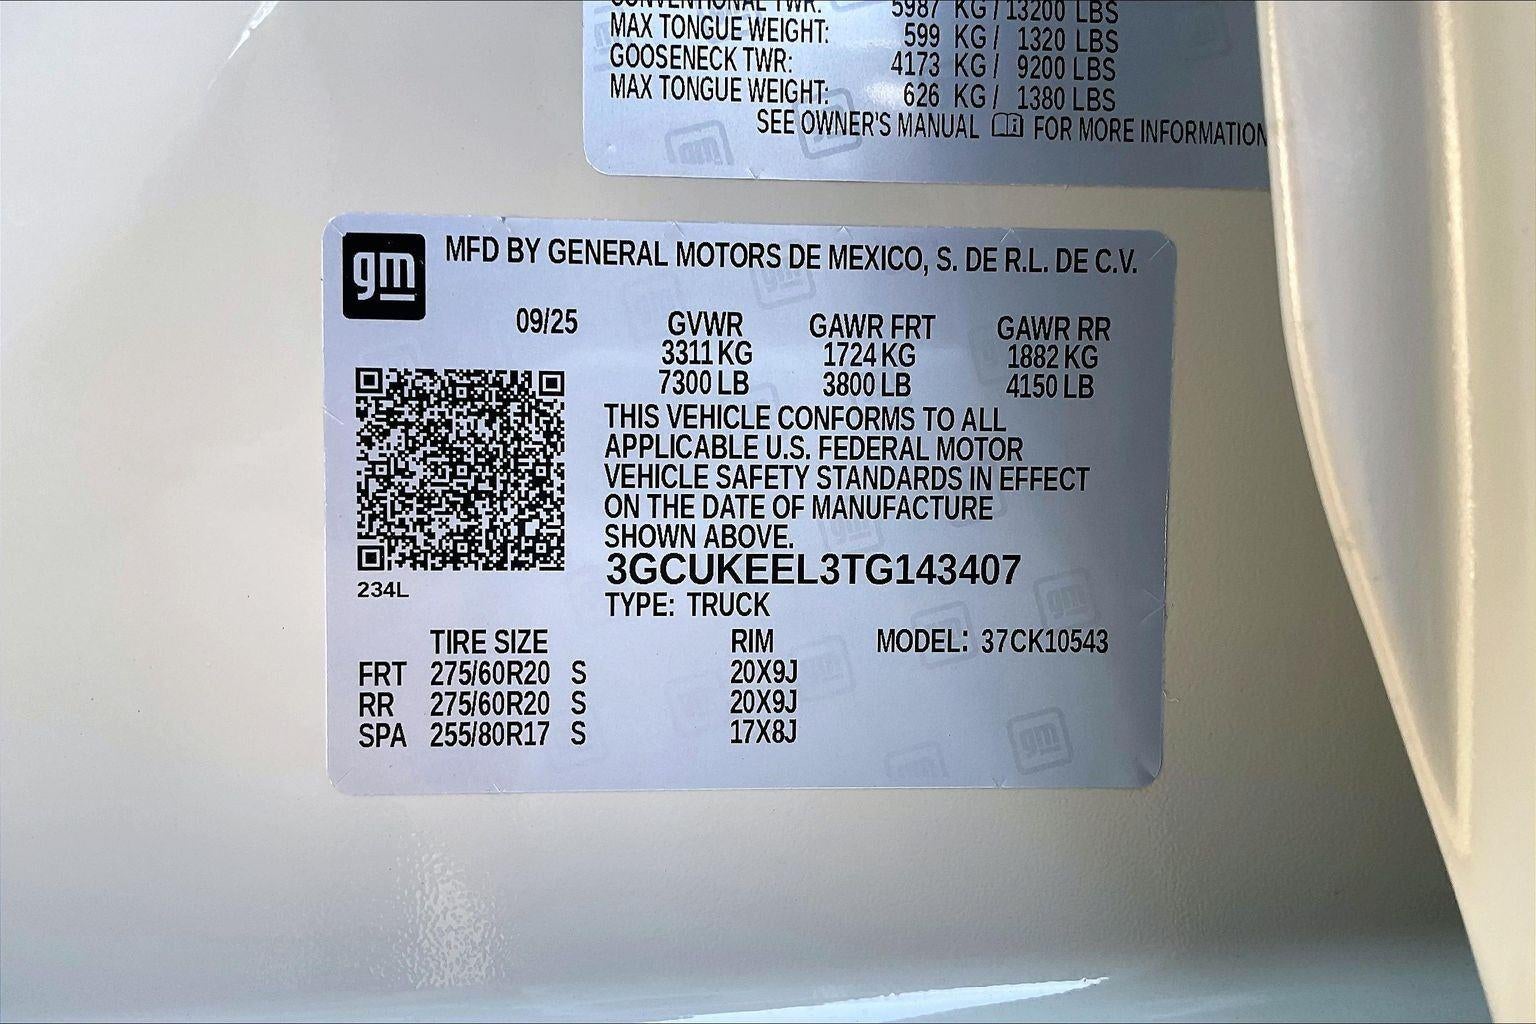 CONVENTIONAL TWR: 5987 KG/13200 LBS
MAX TONGUE WEIGHT: 599 KG/ 1320 LBS
GOOSENECK TWR: 4173 KG/ 9200 LBS
MAX TONGUE WEIGHT: 626 KG/ 1380 LBS
SEE OWNER'S MANUAL FOR MORE INFORMATION
gm
MFD BY GENERAL MOTORS DE MEXICO, S. DE R.L. DE C.V.
09/25 GVWR GAWR FRT GAWR RR
3311 KG 1724 KG 1882 KG
7300 LB 3800 LB 4150 LB
THIS VEHICLE CONFORMS TO ALL
APPLICABLE U.S. FEDERAL MOTOR
VEHICLE SAFETY STANDARDS IN EFFECT
ON THE DATE OF MANUFACTURE
SHOWN ABOVE.
3GCUKEEL3TG143407
234L
TYPE: TRUCK
TIRE SIZE RIM MODEL: 37CK10543
FRT 275/60R20 S 20X9J
RR 275/60R20 S 20X9J
SPA 255/80R17 S 17X8J